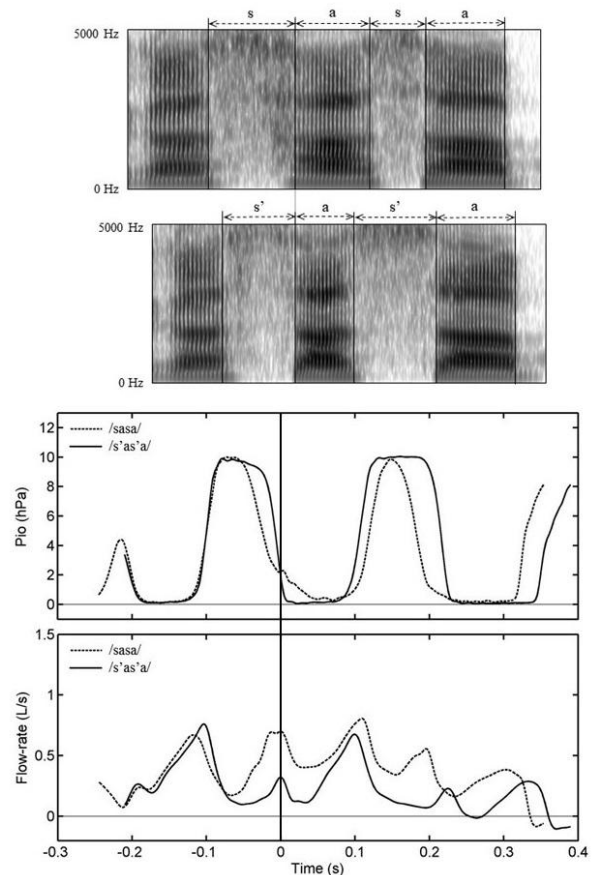 s a s a
5000 Hz
0 Hz
s' a s' a
5000 Hz
0 Hz
12
/sasa/
/s'as'a/
10
8
6
4
2
0
Pio (hPa)
1.5
/sasa/
/s'as'a/
1
0.5
0
Flow-rate (L/s)
-0.3 -0.2 -0.1 0 0.1 0.2 0.3 0.4
Time (s)